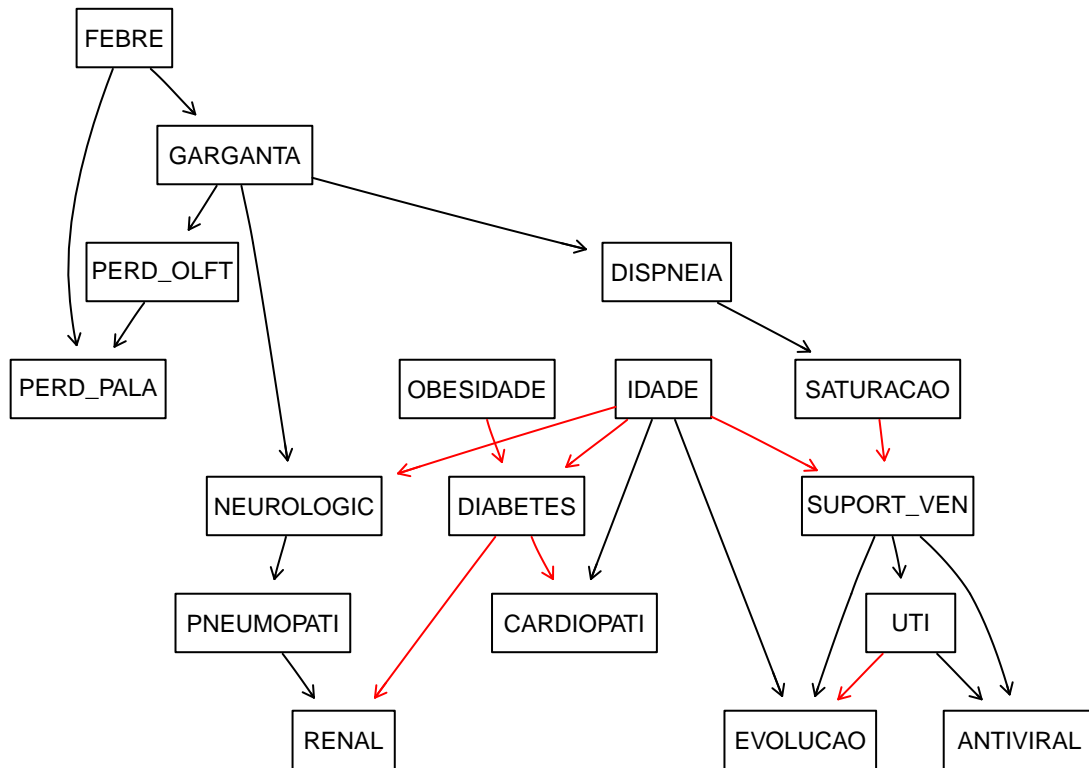 FEBRE
GARGANTA
PERD_OLFT
DISPNEIA
PERD_PALA
OBESIDADE
IDADE
SATURACAO
NEUROLOGIC
DIABETES
SUPORT_VEN
PNEUMOPATI
CARDIOPATI
UTI
RENAL
EVOLUCAO
ANTIVIRAL